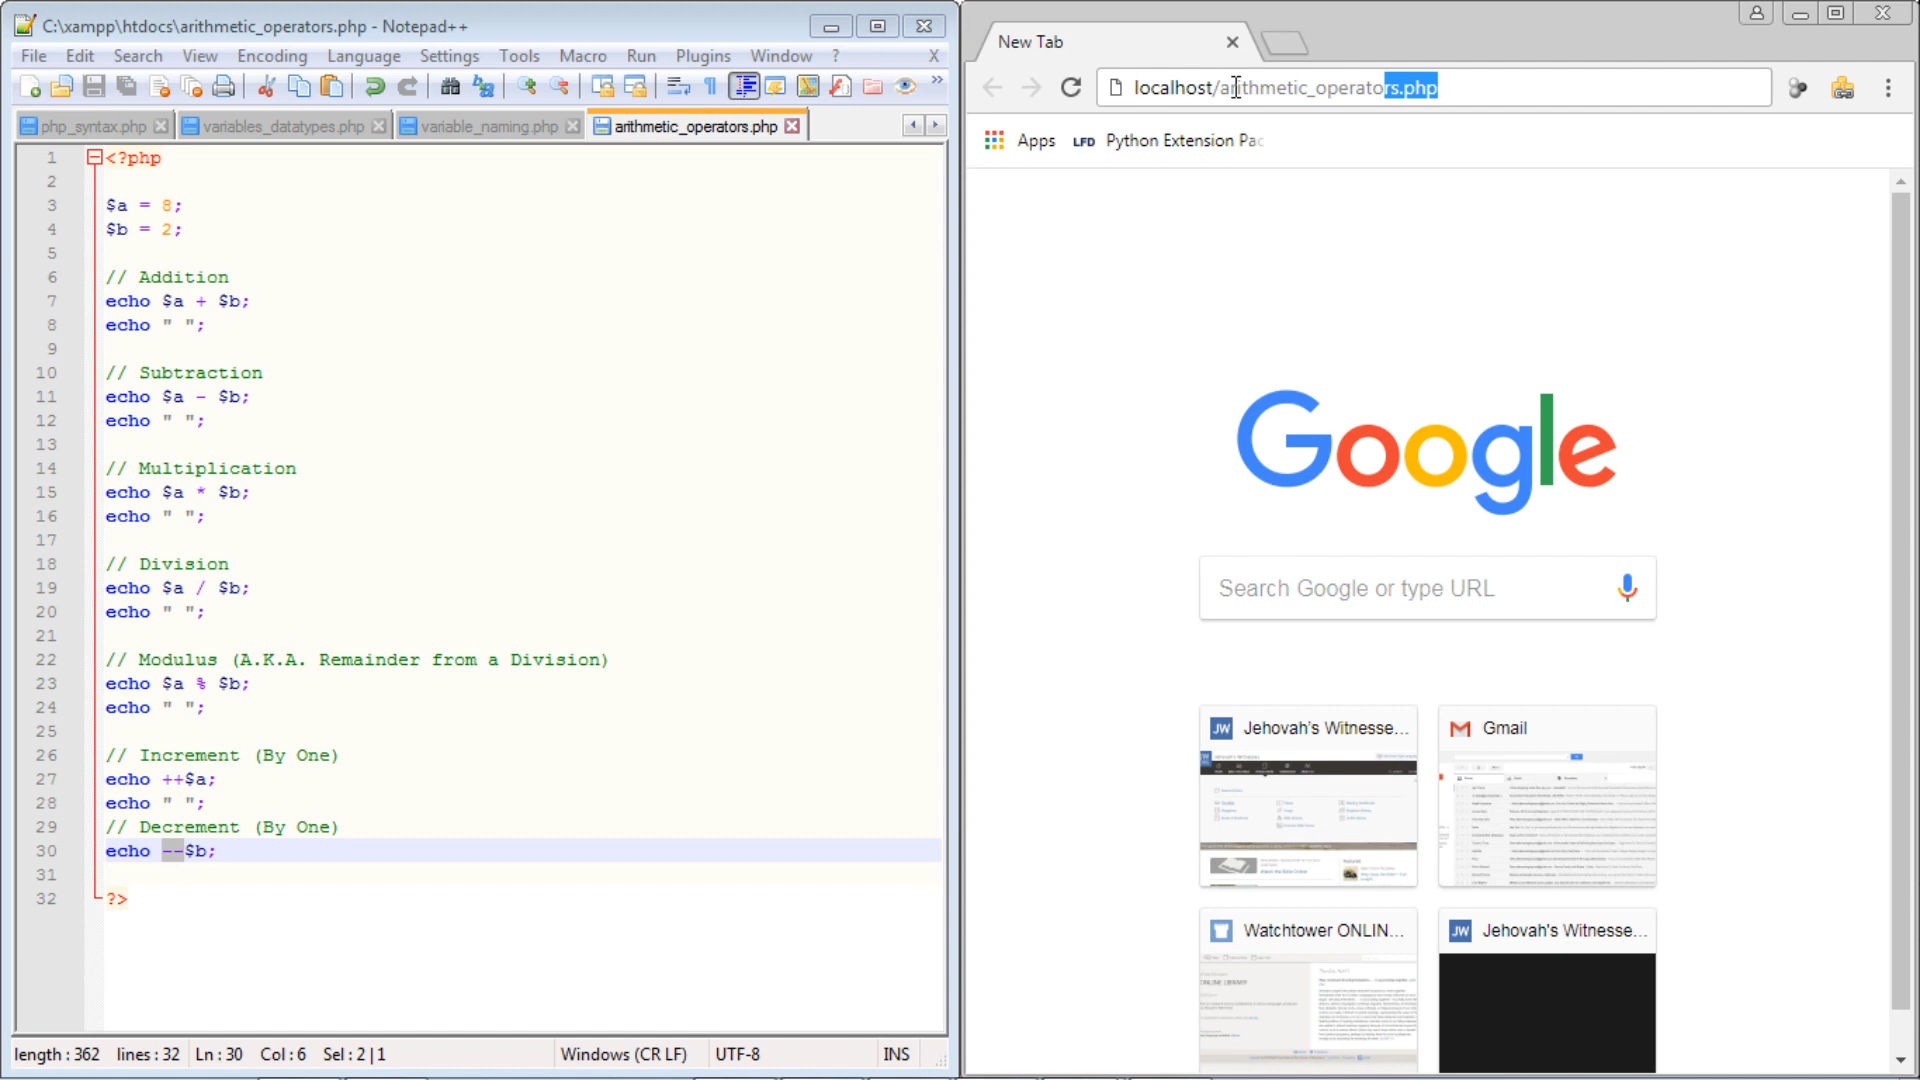 C:\xampp\htdocs\arithmetic_operators.php - Notepad++
File Edit Search View Encoding Language Settings Tools Macro Run Plugins Window ? X
php_syntax.php variables_datatypes.php variable_naming.php arithmetic_operators.php
1 <?php
2
3 $a = 8;
4 $b = 2;
5
6 // Addition
7 echo $a + $b;
8 echo " ";
9
10 // Subtraction
11 echo $a - $b;
12 echo " ";
13
14 // Multiplication
15 echo $a * $b;
16 echo " ";
17
18 // Division
19 echo $a / $b;
20 echo " ";
21
22 // Modulus (A.K.A. Remainder from a Division)
23 echo $a % $b;
24 echo " ";
25
26 // Increment (By One)
27 echo ++$a;
28 echo " ";
29 // Decrement (By One)
30 echo --$b;
31
32 ?>
length : 362 lines : 32 Ln : 30 Col : 6 Sel : 2 | 1 Windows (CR LF) UTF-8 INS
New Tab
localhost/arithmetic_operators.php
Apps LFD Python Extension Pac
Google
Search Google or type URL
JW Jehovah's Witnesse... Gmail
Watchtower ONLIN... JW Jehovah's Witnesse...
ONLINE LIBRARY